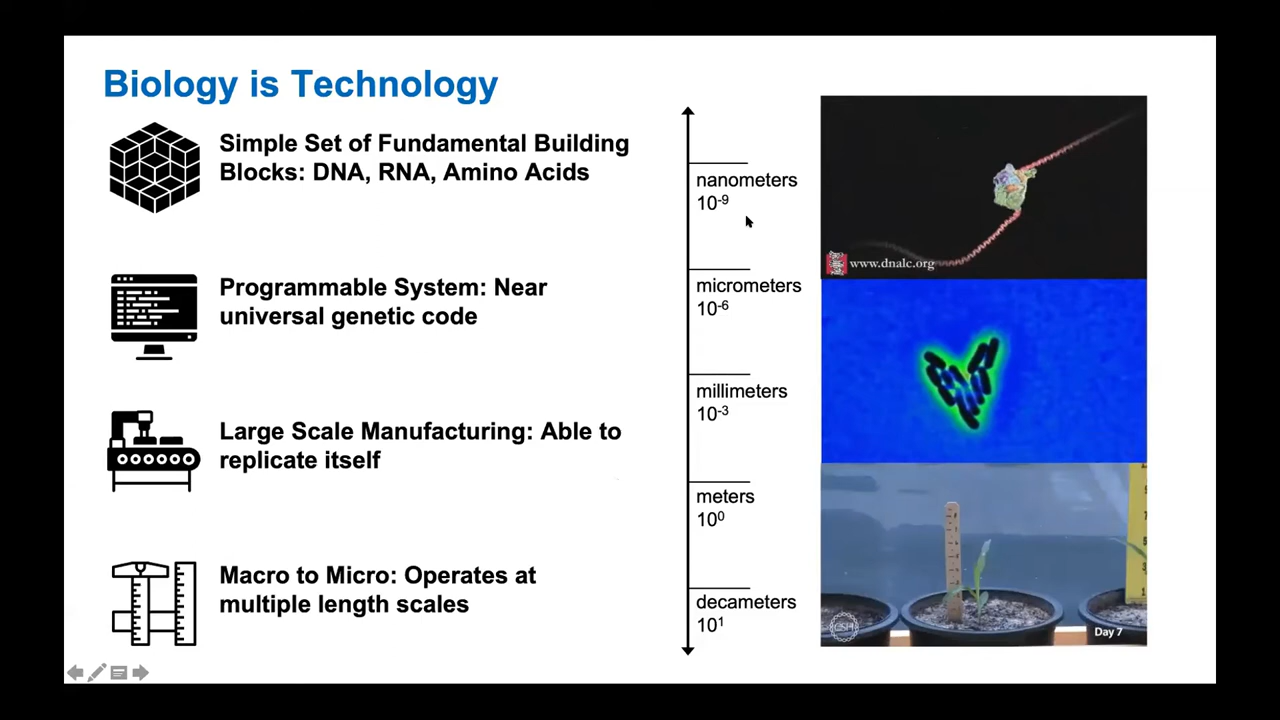 Biology is Technology
Simple Set of Fundamental Building
Blocks: DNA, RNA, Amino Acids
Programmable System: Near
universal genetic code
Large Scale Manufacturing: Able to
replicate itself
Macro to Micro: Operates at
multiple length scales
nanometers
10⁻⁹
micrometers
10⁻⁶
millimeters
10⁻³
meters
10⁰
decameters
10¹
www.dnalc.org
Day 7